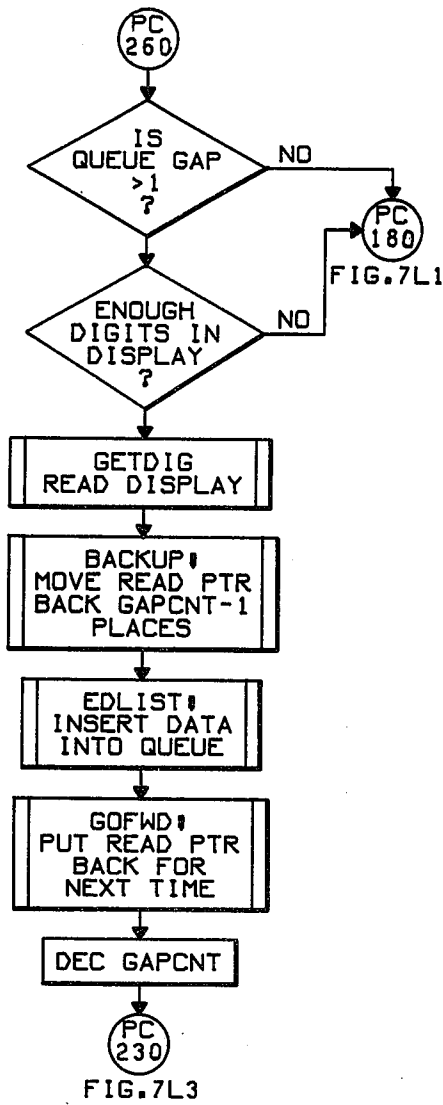 PC
260
IS
QUEUE GAP
>1
?
NO
PC
180
FIG.7L1
ENOUGH
DIGITS IN
DISPLAY
?
NO
GETDIG
READ DISPLAY
BACKUP:
MOVE READ PTR
BACK GAPCNT-1
PLACES
EDLIST:
INSERT DATA
INTO QUEUE
GOFWD:
PUT READ PTR
BACK FOR
NEXT TIME
DEC GAPCNT
PC
230
FIG.7L3